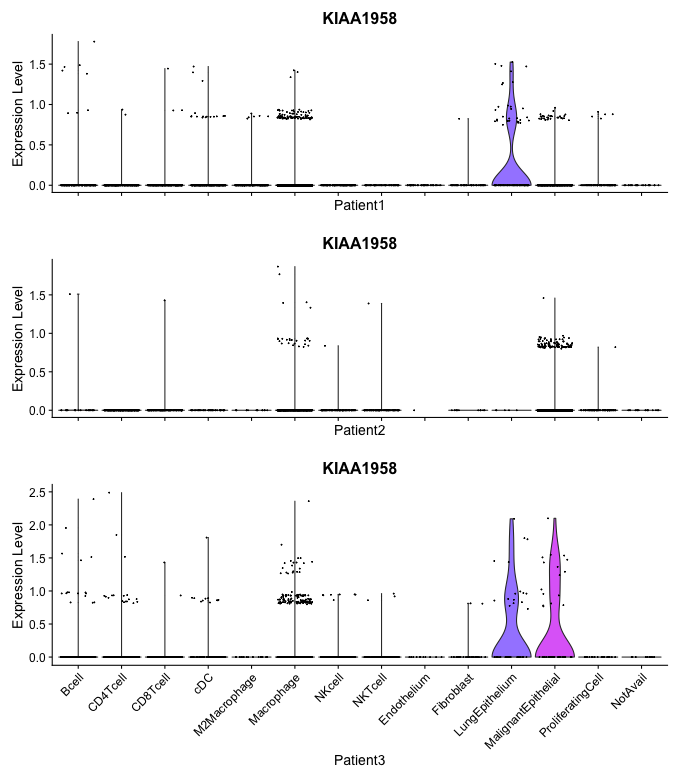 KIAA1958
Expression Level
1.5
1.0
0.5
0.0
Patient1
KIAA1958
Expression Level
1.5
1.0
0.5
0.0
Patient2
KIAA1958
Expression Level
2.5
2.0
1.5
1.0
0.5
0.0
Bcell
CD4Tcell
CD8Tcell
cDC
M2Macrophage
Macrophage
NKcell
NKTcell
Endothelium
Fibroblast
LungEpithelium
MalignantEpithelial
ProliferatingCell
NotAvail
Patient3